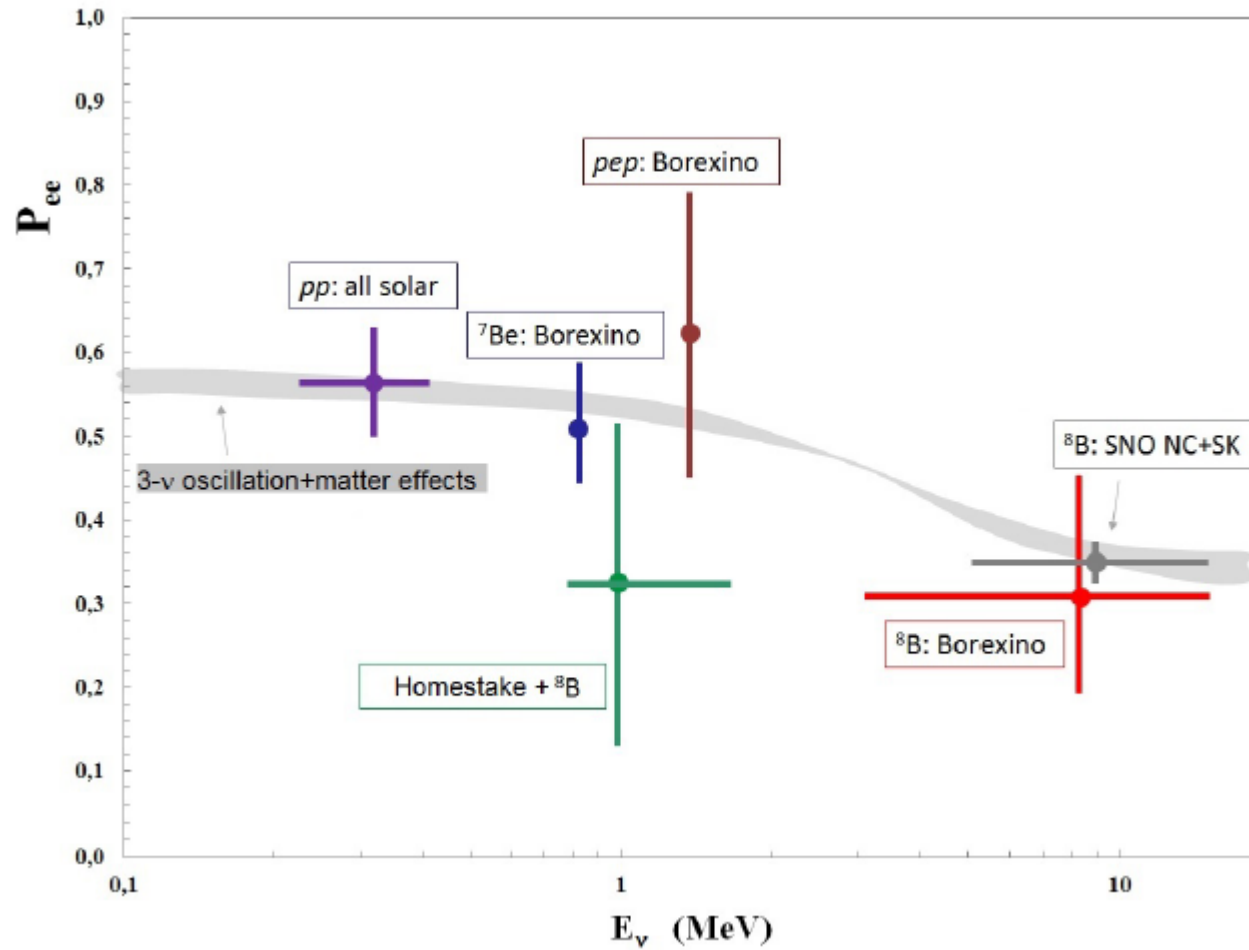 1,0
0,9
0,8
0,7
0,6
0,5
0,4
0,3
0,2
0,1
0,0
P_ee
pep: Borexino
pp: all solar
⁷Be: Borexino
⁸B: SNO NC+SK
3-ν oscillation+matter effects
⁸B: Borexino
Homestake + ⁸B
0,1 1 10
E_ν (MeV)